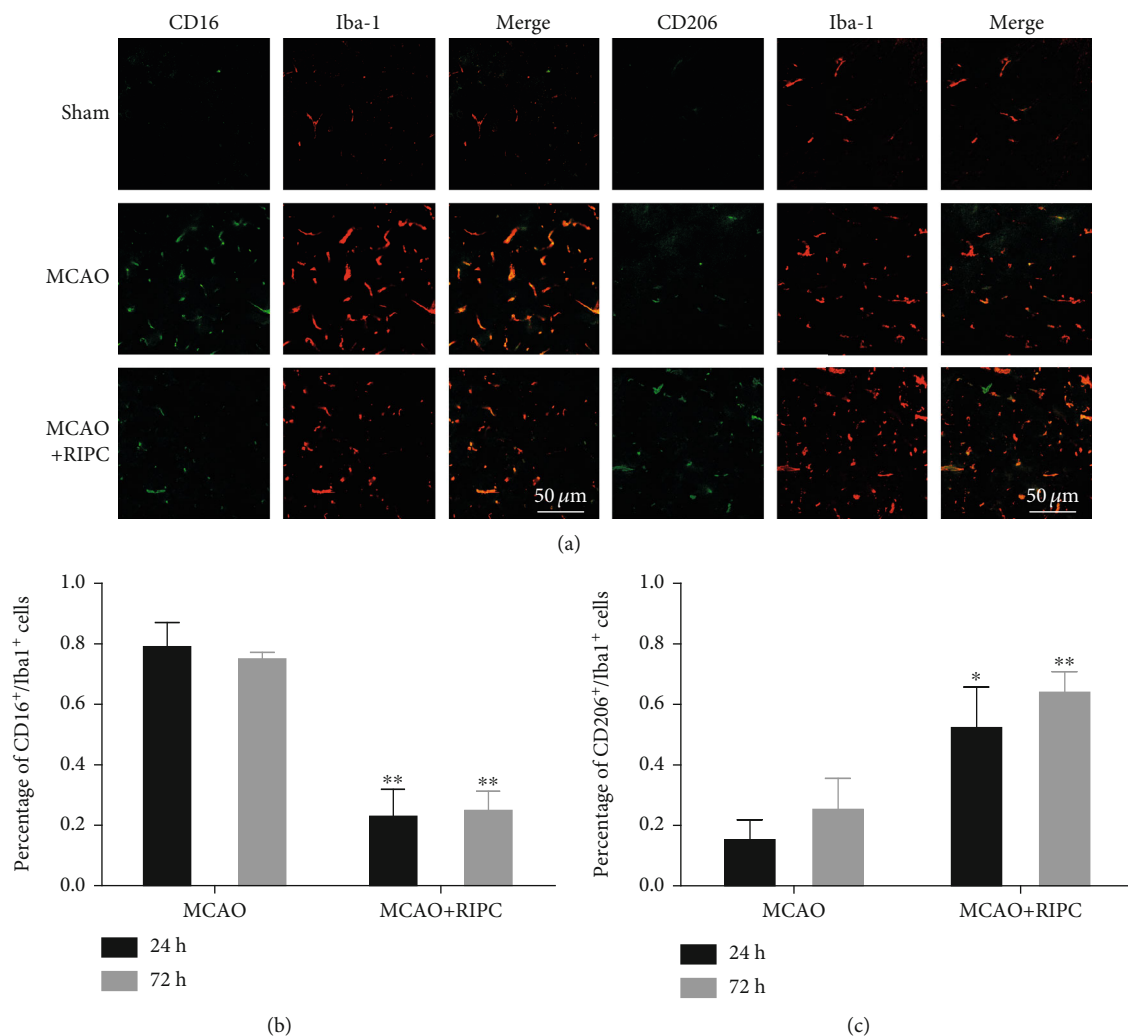 CD16 Iba-1 Merge CD206 Iba-1 Merge
Sham
MCAO
MCAO
+RIPC
50 μm 50 μm
(a)
Percentage of CD16⁺/Iba1⁺ cells
1.0
0.8
0.6
0.4
0.2
0.0
** **
MCAO MCAO+RIPC
24 h
72 h
(b)
Percentage of CD206⁺/Iba1⁺ cells
1.0
0.8
0.6
0.4
0.2
0.0
* **
MCAO MCAO+RIPC
24 h
72 h
(c)